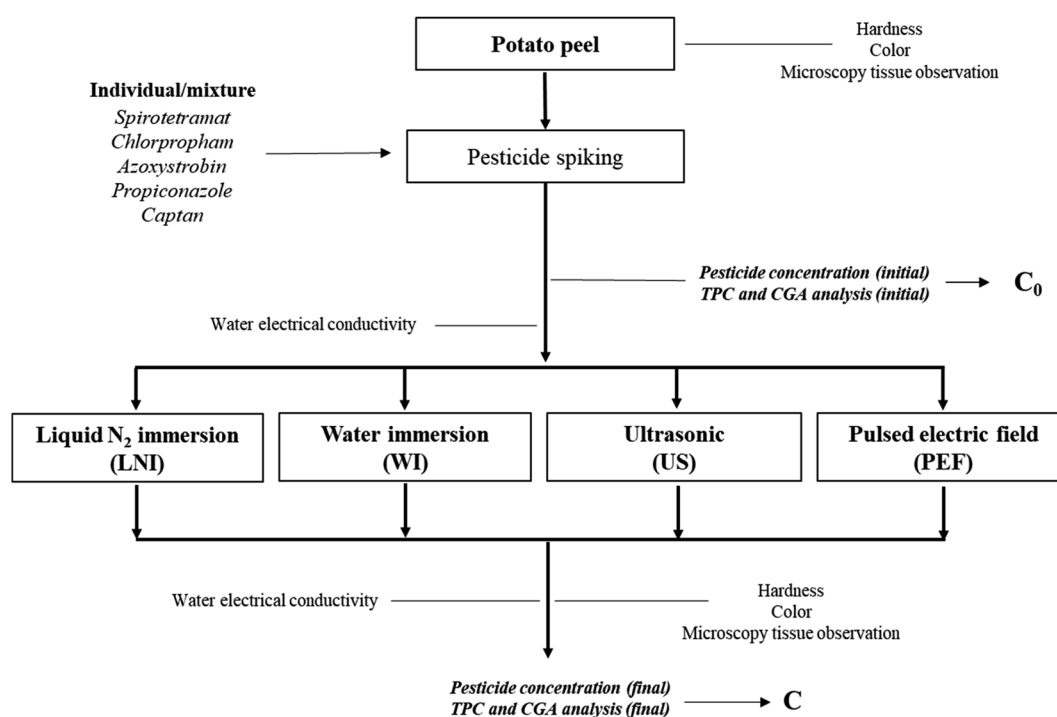 Potato peel
Hardness
Color
Microscopy tissue observation
Individual/mixture
Spirotetramat
Chlorpropham
Azoxystrobin
Propiconazole
Captan
Pesticide spiking
Pesticide concentration (initial)
TPC and CGA analysis (initial)
C₀
Water electrical conductivity
Liquid N₂ immersion
(LNI)
Water immersion
(WI)
Ultrasonic
(US)
Pulsed electric field
(PEF)
Water electrical conductivity
Hardness
Color
Microscopy tissue observation
Pesticide concentration (final)
TPC and CGA analysis (final)
C